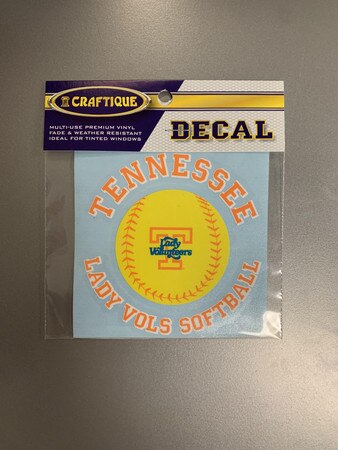 CRAFTIQUE
MULTI-USE PREMIUM VINYL
FADE & WEATHER RESISTANT
IDEAL FOR TINTED WINDOWS
DECAL
TENNESSEE
T
Lady
Volunteers
LADY VOLS SOFTBALL